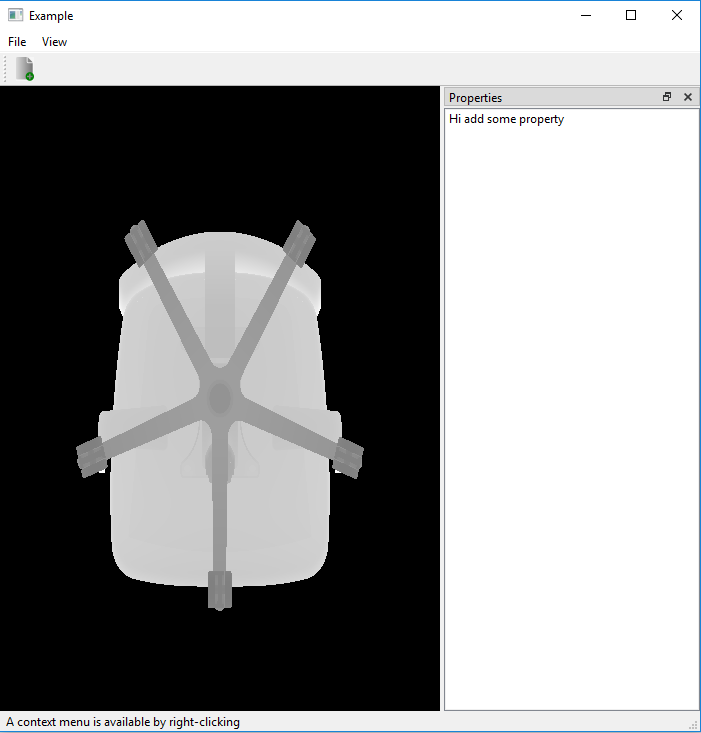 Example
File View
Properties
Hi add some property
A context menu is available by right-clicking